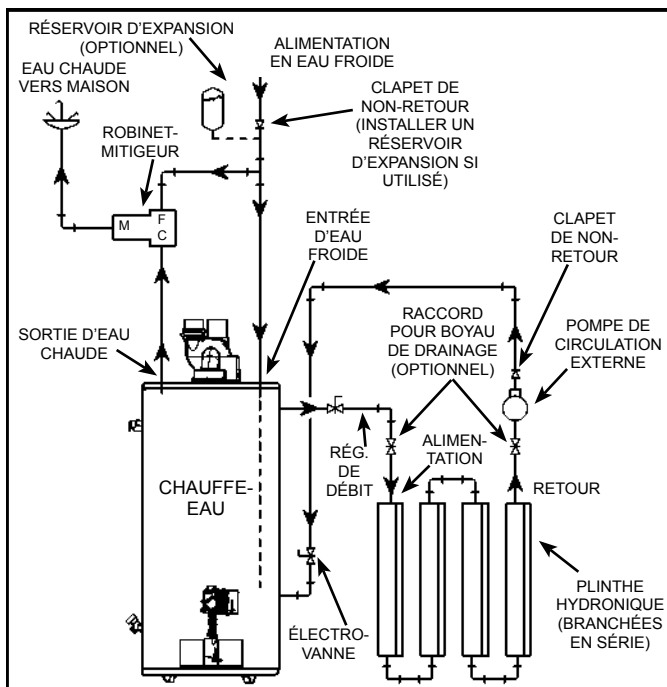 RÉSERVOIR D'EXPANSION
(OPTIONNEL)
ALIMENTATION
EN EAU FROIDE
EAU CHAUDE
VERS MAISON
CLAPET DE
NON-RETOUR
(INSTALLER UN
RÉSERVOIR
D'EXPANSION SI
UTILISÉ)
ROBINET-
MITIGEUR
M
F
C
ENTRÉE
D'EAU
FROIDE
CLAPET
DE NON-
RETOUR
SORTIE D'EAU
CHAUDE
RACCORD
POUR BOYAU
DE DRAINAGE
(OPTIONNEL)
POMPE DE
CIRCULATION
EXTERNE
RÉG.
DE
DÉBIT
ALIMEN-
TATION
CHAUFFE-
EAU
RETOUR
ÉLECTRO-
VANNE
PLINTHE
HYDRONIQUE
(BRANCHÉES
EN SÉRIE)